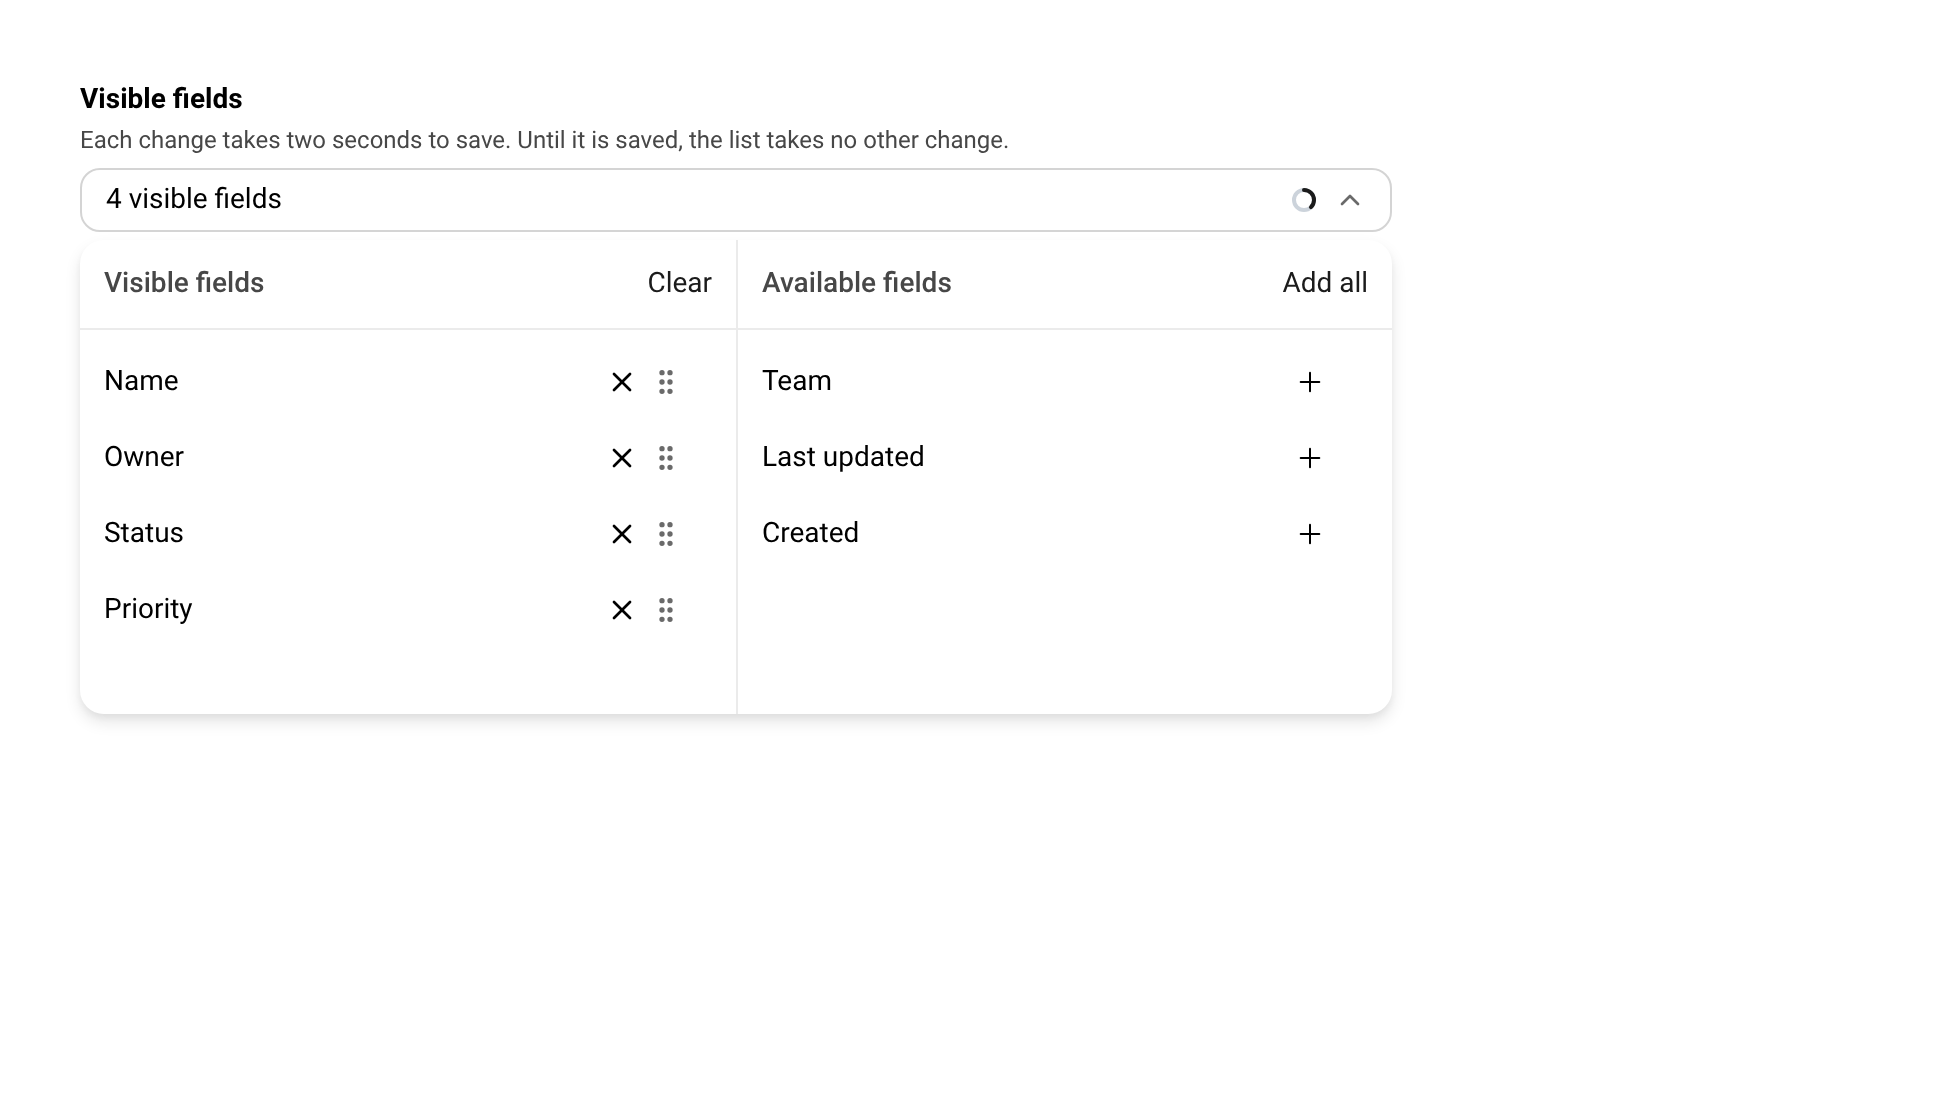 Visible fields
Each change takes two seconds to save. Until it is saved, the list takes no other change.
4 visible fields
Visible fields
Clear
Name
Owner
Status
Priority
Available fields
Add all
Team
Last updated
Created